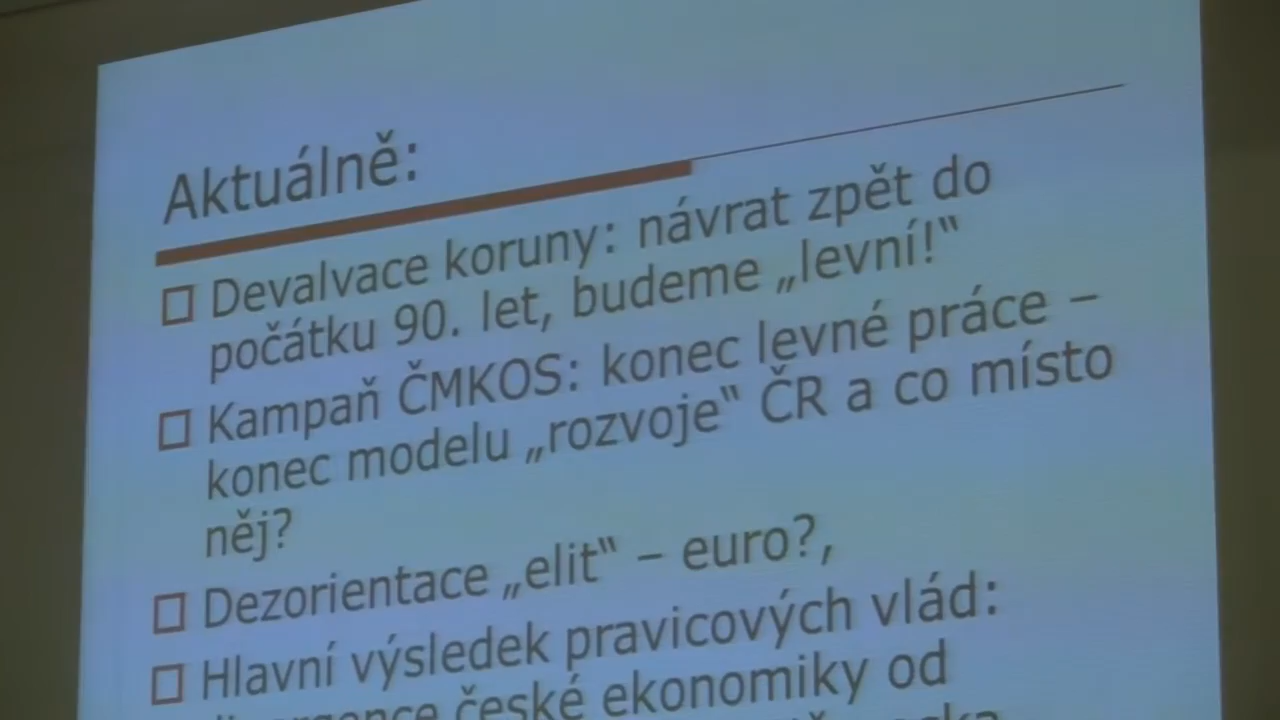 Aktuálně:
Devalvace koruny: návrat zpět do
počátku 90. let, budeme „levní!“
Kampaň ČMKOS: konec levné práce –
konec modelu „rozvoje“ ČR a co místo
něj?
Dezorientace „elit“ – euro?,
Hlavní výsledek pravicových vlád:
české ekonomiky od